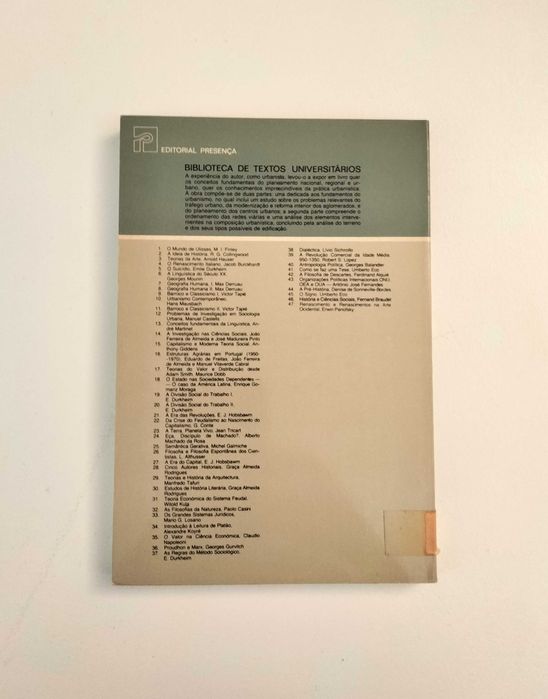 EDITORIAL PRESENÇA
BIBLIOTECA DE TEXTOS UNIVERSITÁRIOS
A experiência do autor, como urbanista, levou-o a expor em livro quer
os conceitos fundamentais do planeamento nacional, regional e ur-
bano, quer os conhecimentos imprescindíveis da prática urbanística.
A obra compõe-se de duas partes: uma dedicada aos fundamentos do
urbanismo, no qual inclui um estudo sobre os problemas relevantes do
tráfego urbano, da modernização e reforma interior dos aglomerados, e
do planeamento dos centros urbanos; a segunda parte compreende o
ordenamento das redes viárias e uma análise dos elementos interve-
nientes na composição urbanística, concluindo pela análise do terreno
e dos seus tipos possíveis de edificação.
1. O Mundo de Ulisses, M. I. Finley
2. A Ideia de História, R. G. Collingwood
3. Teorias da Arte, Arnold Hauser
4. O Renascimento Italiano, Jacob Burckhardt
5. O Suicídio, Émile Durkheim
6. A Linguística do Século XX,
Georges Mounin
7. Geografia Humana I, Max Derruau
8. Geografia Humana II, Max Derruau
9. Barroco e Classicismo I, Victor Tapié
10. Urbanismo Contemporâneo,
Hans Mausbach
11. Barroco e Classicismo II, Victor Tapié
12. Problemas de Investigação em Sociologia
Urbana, Manuel Castells
13. Conceitos fundamentais da Linguística, An-
dré Martinet
14. A Investigação nas Ciências Sociais, João
Ferreira de Almeida e José Madureira Pinto
15. Capitalismo e Moderna Teoria Social, An-
thony Giddens
16. Estruturas Agrárias em Portugal (1950
-1970), Eduardo de Freitas, João Ferreira
de Almeida e Manuel Villaverde Cabral
17. Teorias do Valor e Distribuição desde
Adam Smith, Maurice Dobb
18. O Estado nas Sociedades Dependentes —
— O caso da América Latina, Enrique Go-
mariz Moraga
19. A Divisão Social do Trabalho I,
E. Durkheim
20. A Divisão Social do Trabalho II,
E. Durkheim
21. A Era das Revoluções, E. J. Hobsbawm
22. Da Crise do Feudalismo ao Nascimento do
Capitalismo, G. Conte
23. A Terra, Planeta Vivo, Jean Tricart
24. Eça, Discípulo de Machado?, Alberto
Machado da Rosa
25. Semântica Gerativa, Michel Galmiche
26. Filosofia e Filosofia Espontânea dos Cien-
tistas, L. Althusser
27. A Era do Capital, E. J. Hobsbawm
28. Cinco Autores Historiais, Graça Almeida
Rodrigues
29. Teorias e História da Arquitectura,
Manfredo Tafuri
30. Estudos de História Literária, Graça Almeida
Rodrigues
31. Teoria Económica do Sistema Feudal,
Witold Kula
32. As Filosofias da Natureza, Paolo Casini
33. Os Grandes Sistemas Jurídicos,
Mario G. Losano
34. Introdução à Leitura de Platão,
Alexandre Koyré
35. O Valor na Ciência Económica, Claudio
Napoleoni
36. Proudhon e Marx, Georges Gurvitch
37. As Regras do Método Sociológico,
E. Durkheim
38. Dialéctica, Livio Sichirollo
39. A Revolução Comercial da Idade Média
950-1350, Robert S. Lopez
40. Antropologia Política, Georges Balandier
41. Como se faz uma Tese, Umberto Eco
42. A Filosofia de Descartes, Ferdinand Alquié
43. Organizações Políticas Internacionais ONU
OEA e OUA — António José Fernandes
44. A Pré-História, Denise de Sonneville-Bordes
45. O Signo, Umberto Eco
46. História e Ciências Sociais, Fernand Braudel
47. Renascimento e Renascimentos na Arte
Ocidental, Erwin Panofsky